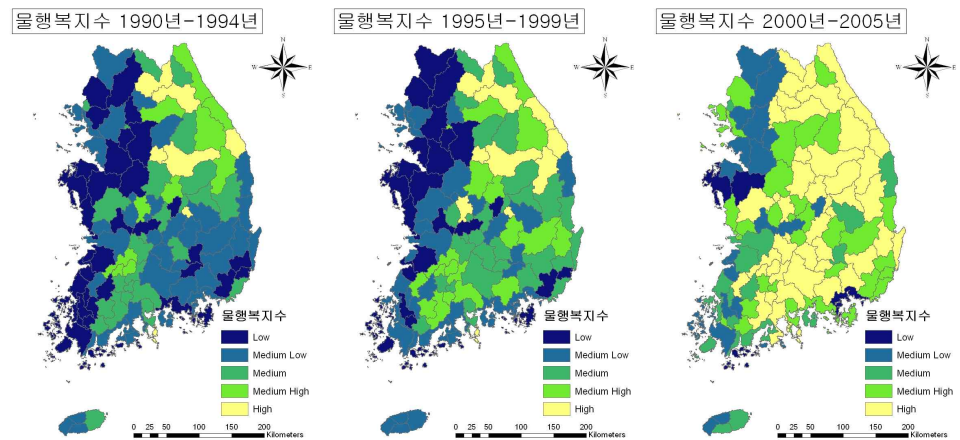 물행복지수 1990년-1994년
N
W
E
S
물행복지수
Low
Medium Low
Medium
Medium High
High
0 25 50 100 150 200
Kilometers
물행복지수 1995년-1999년
N
W
E
S
물행복지수
Low
Medium Low
Medium
Medium High
High
0 25 50 100 150 200
Kilometers
물행복지수 2000년-2005년
N
W
E
S
물행복지수
Low
Medium Low
Medium
Medium High
High
0 25 50 100 150 200
Kilometers